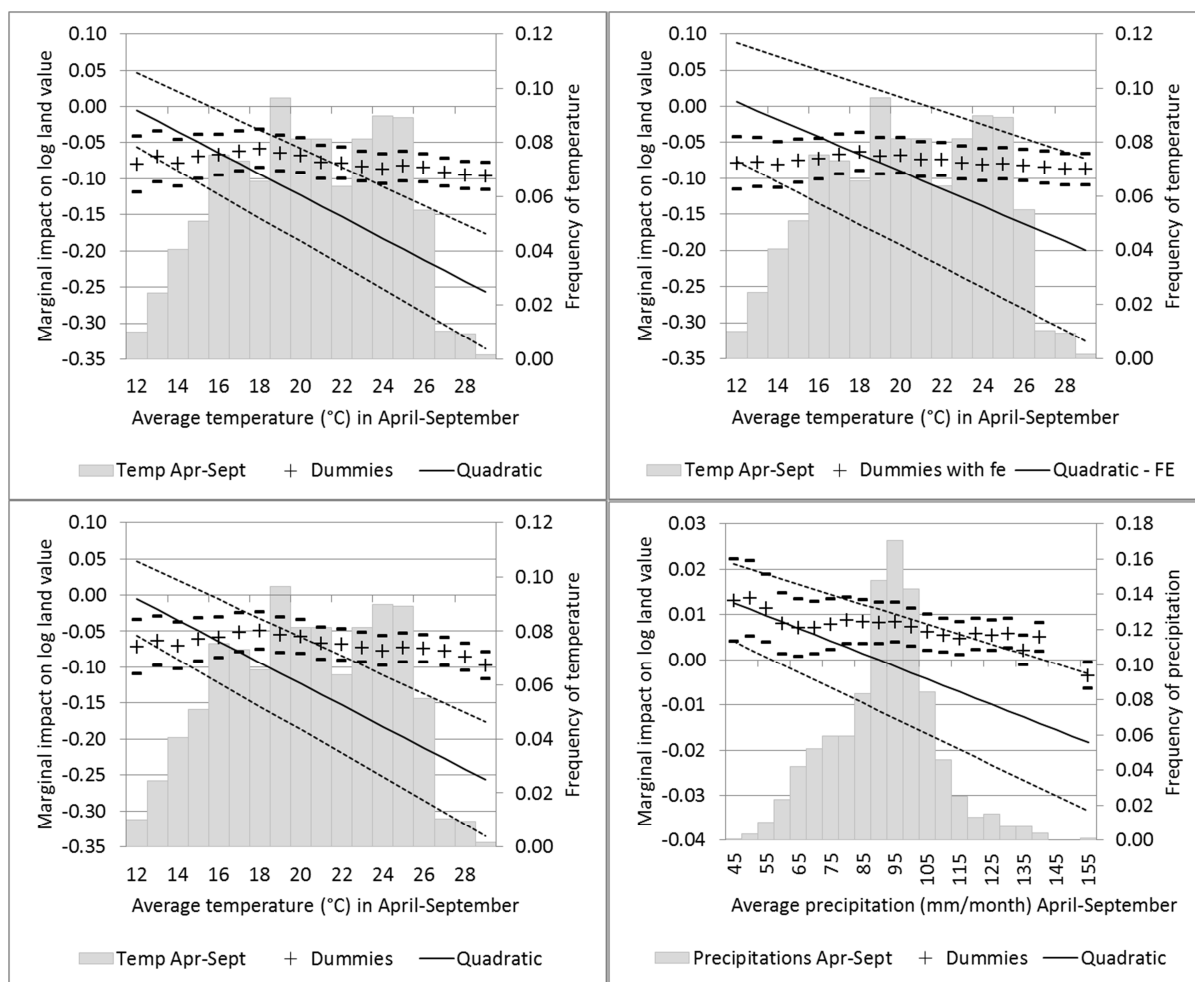 0.10 0.12
0.05 0.10
0.00
-0.05 0.08
-0.10 0.06
-0.15
-0.20 0.04
-0.25
-0.30 0.02
-0.35 0.00
Marginal impact on log land value
Frequency of temperature
12 14 16 18 20 22 24 26 28
Average temperature (°C) in April-September
Temp Apr-Sept Dummies Quadratic
0.10 0.12
0.05 0.10
0.00
-0.05 0.08
-0.10 0.06
-0.15
-0.20 0.04
-0.25
-0.30 0.02
-0.35 0.00
Marginal impact on log land value
Frequency of temperature
12 14 16 18 20 22 24 26 28
Average temperature (°C) in April-September
Temp Apr-Sept Dummies with fe Quadratic - FE
0.10 0.12
0.05 0.10
0.00
-0.05 0.08
-0.10 0.06
-0.15
-0.20 0.04
-0.25
-0.30 0.02
-0.35 0.00
Marginal impact on log land value
Frequency of temperature
12 14 16 18 20 22 24 26 28
Average temperature (°C) in April-September
Temp Apr-Sept Dummies Quadratic
0.03 0.18
0.02 0.16
0.14
0.01 0.12
0.00 0.10
-0.01 0.08
-0.02 0.06
0.04
-0.03 0.02
-0.04 0.00
Marginal impact on log land value
Frequency of precipitation
45 55 65 75 85 95 105 115 125 135 145 155
Average precipitation (mm/month) April-September
Precipitations Apr-Sept Dummies Quadratic